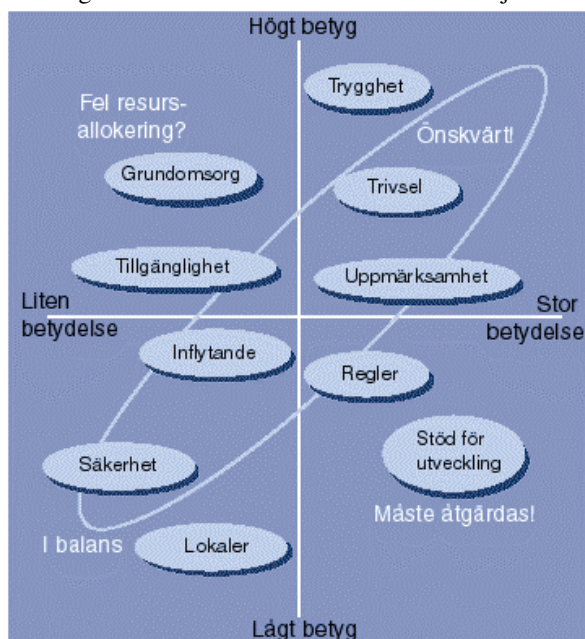 Högt betyg
Trygghet
Fel resurs-
allokering?
Önskvärt!
Grundomsorg
Trivsel
Tillgänglighet
Uppmärksamhet
Liten
betydelse
Stor
betydelse
Inflytande
Regler
Säkerhet
Stöd för
utveckling
Måste åtgärdas!
I balans
Lokaler
Lågt betyg